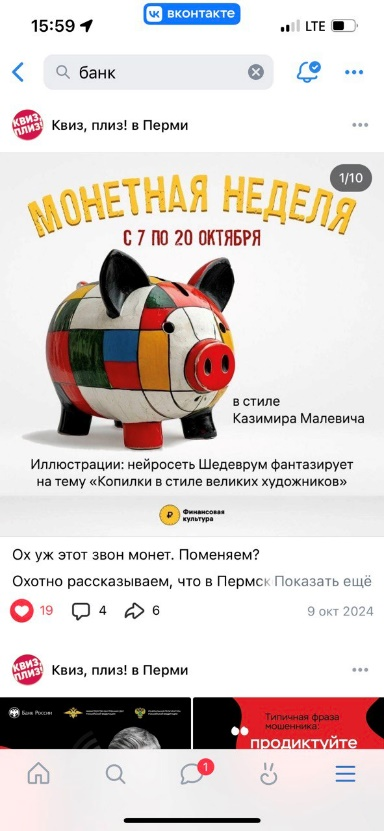 15:59
вконтакте
LTE
банк
КВИЗ, ПЛИЗ!
Квиз, плиз! в Перми
1/10
МОНЕТНАЯ НЕДЕЛЯ
С 7 ПО 20 ОКТЯБРЯ
в стиле
Казимира Малевича
Иллюстрации: нейросеть Шедеврум фантазирует
на тему «Копилки в стиле великих художников»
Финансовая
культура
Ох уж этот звон монет. Поменяем?
Охотно рассказываем, что в Пермск Показать ещё
19 4 6 9 окт 2024
КВИЗ, ПЛИЗ!
Квиз, плиз! в Перми
Банк России
Типичная фраза
мошенника:
продиктуйте
1